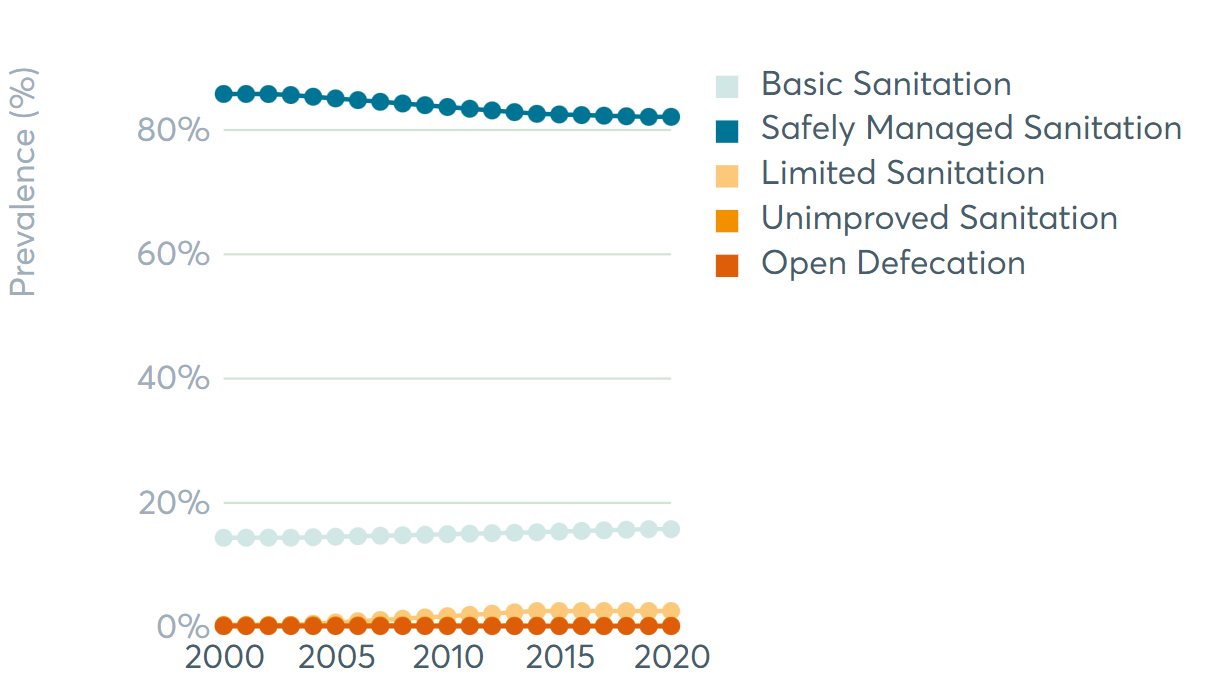 Prevalence (%)
80%
60%
40%
20%
0%
2000 2005 2010 2015 2020
Basic Sanitation
Safely Managed Sanitation
Limited Sanitation
Unimproved Sanitation
Open Defecation